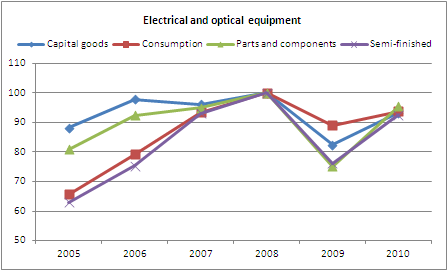 Electrical and optical equipment
Capital goods Consumption Parts and components Semi-finished
110
100
90
80
70
60
50
2005 2006 2007 2008 2009 2010